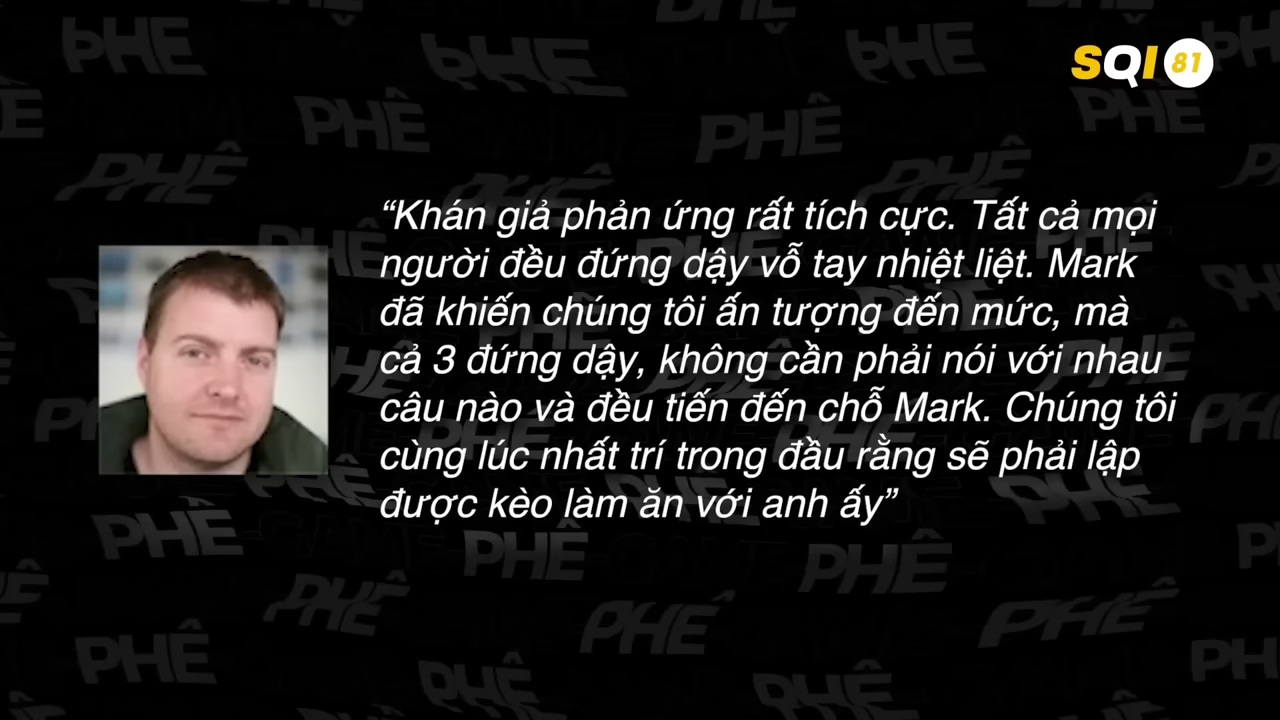 SQI 81
“Khán giả phản ứng rất tích cực. Tất cả mọi
người đều đứng dậy vỗ tay nhiệt liệt. Mark
đã khiến chúng tôi ấn tượng đến mức, mà
cả 3 đứng dậy, không cần phải nói với nhau
câu nào và đều tiến đến chỗ Mark. Chúng tôi
cùng lúc nhất trí trong đầu rằng sẽ phải lập
được kèo làm ăn với anh ấy”